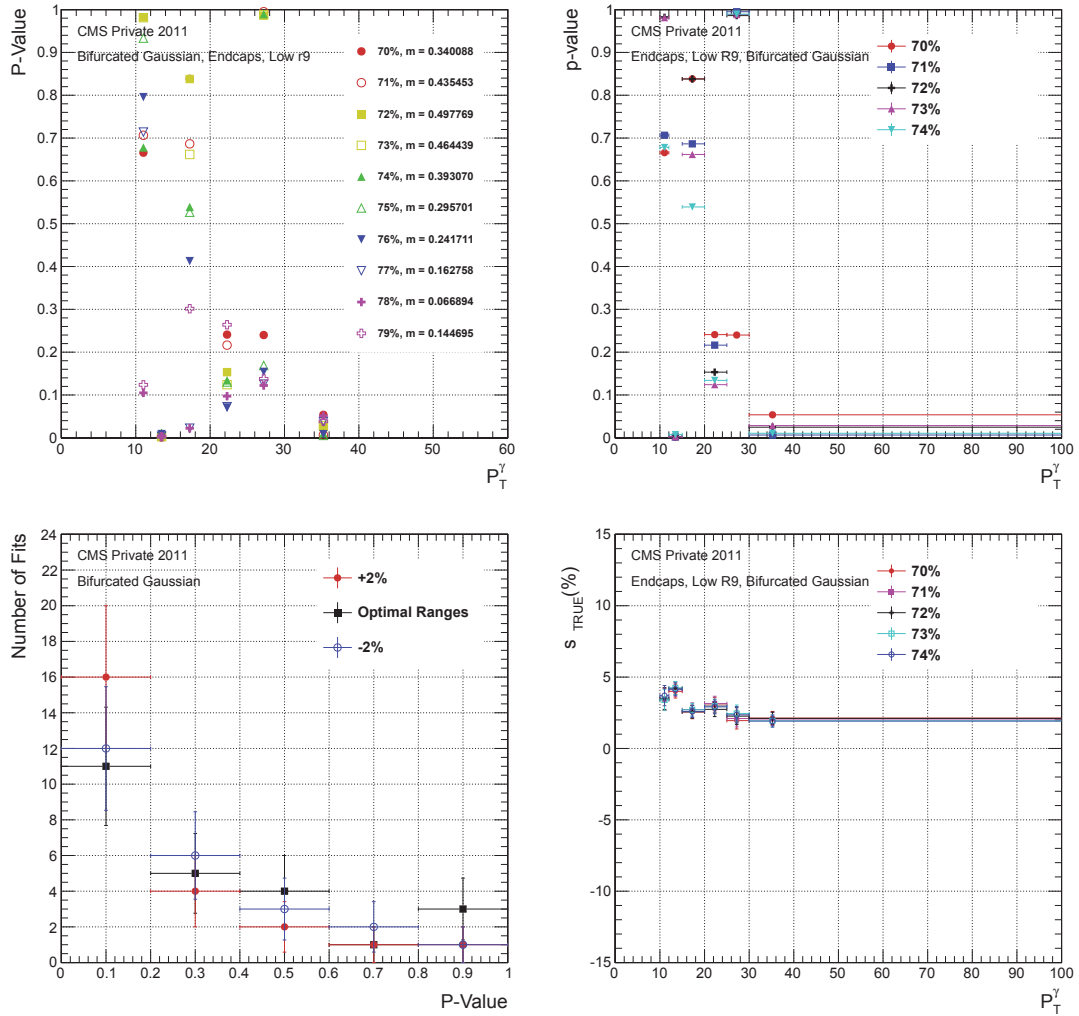 P-Value
CMS Private 2011
Bifurcated Gaussian, Endcaps, Low r9
1
0.9
0.8
0.7
0.6
0.5
0.4
0.3
0.2
0.1
0
70%, m = 0.340088
71%, m = 0.435453
72%, m = 0.497769
73%, m = 0.464439
74%, m = 0.393070
75%, m = 0.295701
76%, m = 0.241711
77%, m = 0.162758
78%, m = 0.066894
79%, m = 0.144695
0 10 20 30 40 50 60
P_T^γ
p-value
CMS Private 2011
Endcaps, Low R9, Bifurcated Gaussian
1
0.9
0.8
0.7
0.6
0.5
0.4
0.3
0.2
0.1
0
70%
71%
72%
73%
74%
0 10 20 30 40 50 60 70 80 90 100
P_T^γ
Number of Fits
CMS Private 2011
Bifurcated Gaussian
24
22
20
18
16
14
12
10
8
6
4
2
0
+2%
Optimal Ranges
-2%
0 0.1 0.2 0.3 0.4 0.5 0.6 0.7 0.8 0.9 1
P-Value
s TRUE(%)
CMS Private 2011
Endcaps, Low R9, Bifurcated Gaussian
15
10
5
0
-5
-10
-15
70%
71%
72%
73%
74%
0 10 20 30 40 50 60 70 80 90 100
P_T^γ